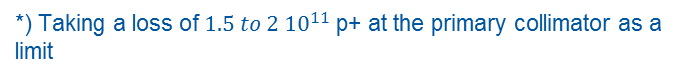 *) Taking a loss of 1.5 to 2 10¹¹ p+ at the primary collimator as a
limit